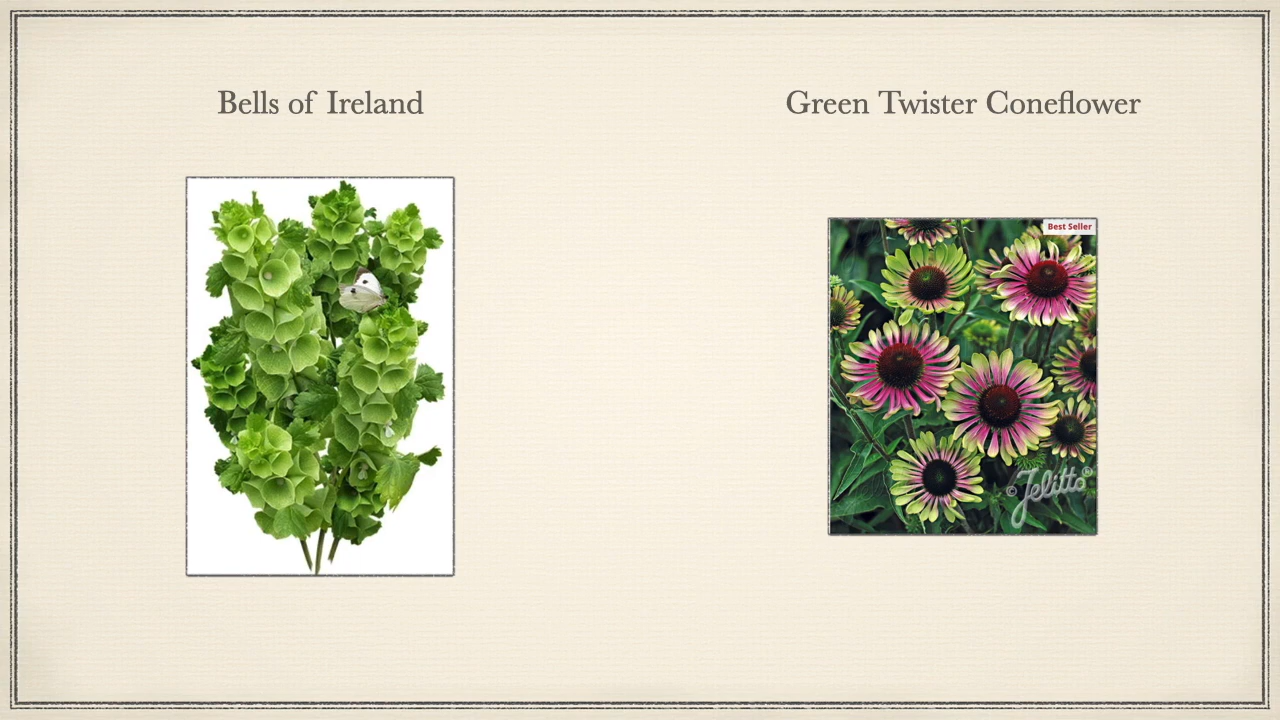 Bells of Ireland
Green Twister Coneflower
Best Seller
© Jelitto®